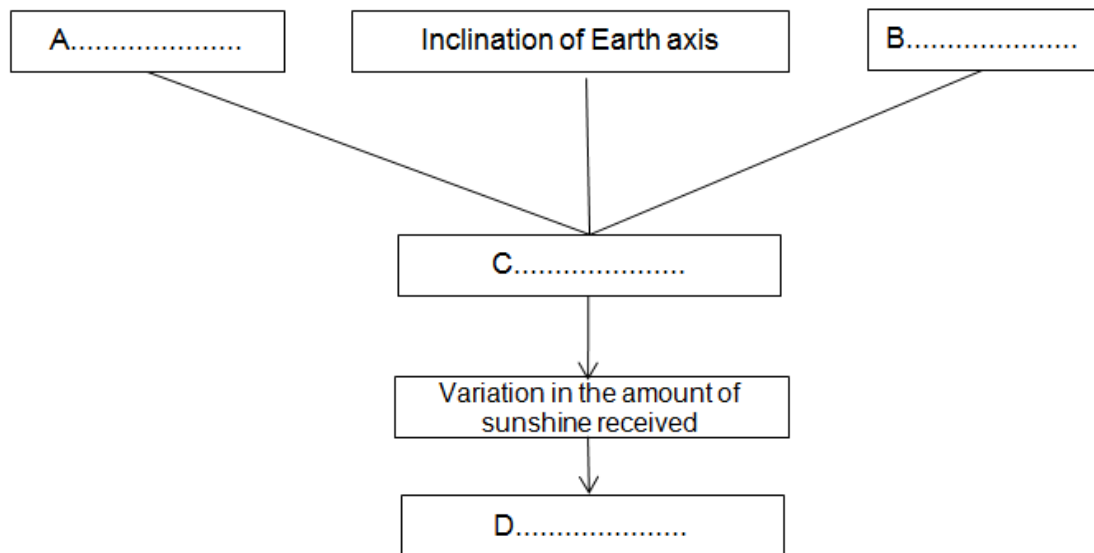 A.....................
Inclination of Earth axis
B.....................
C.....................
Variation in the amount of
sunshine received
D.....................